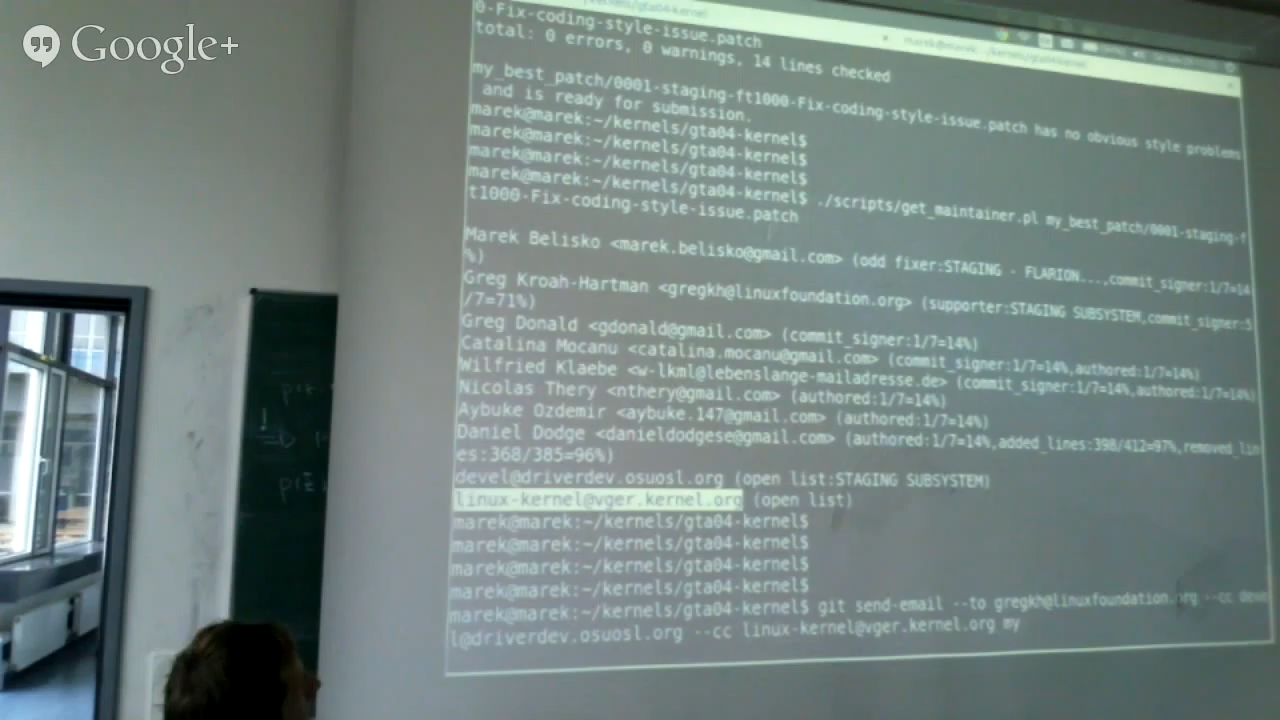 Google+
0-Fix-coding-style-issue.patch
total: 0 errors, 0 warnings, 14 lines checked
my_best_patch/0001-staging-ft1000-Fix-coding-style-issue.patch has no obvious style problems
and is ready for submission.
marek@marek:~/kernels/gta04-kernel$
marek@marek:~/kernels/gta04-kernel$
marek@marek:~/kernels/gta04-kernel$
marek@marek:~/kernels/gta04-kernel$ ./scripts/get_maintainer.pl my_best_patch/0001-staging-f
t1000-Fix-coding-style-issue.patch
Marek Belisko <marek.belisko@gmail.com> (odd fixer:STAGING - FLARION...,commit_signer:1/7=14
%)
Greg Kroah-Hartman <gregkh@linuxfoundation.org> (supporter:STAGING SUBSYSTEM,commit_signer:5
/7=71%)
Greg Donald <gdonald@gmail.com> (commit_signer:1/7=14%)
Catalina Mocanu <catalina.mocanu@gmail.com> (commit_signer:1/7=14%,authored:1/7=14%)
Wilfried Klaebe <w-lkml@lebenslange-mailadresse.de> (commit_signer:1/7=14%,authored:1/7=14%)
Nicolas Thery <nthery@gmail.com> (authored:1/7=14%)
Aybuke Ozdemir <aybuke.147@gmail.com> (authored:1/7=14%)
Daniel Dodge <danieldodgese@gmail.com> (authored:1/7=14%,added_lines:398/412=97%,removed_lin
es:368/385=96%)
devel@driverdev.osuosl.org (open list:STAGING SUBSYSTEM)
linux-kernel@vger.kernel.org (open list)
marek@marek:~/kernels/gta04-kernel$
marek@marek:~/kernels/gta04-kernel$
marek@marek:~/kernels/gta04-kernel$
marek@marek:~/kernels/gta04-kernel$
marek@marek:~/kernels/gta04-kernel$ git send-email --to gregkh@linuxfoundation.org --cc deve
l@driverdev.osuosl.org --cc linux-kernel@vger.kernel.org my